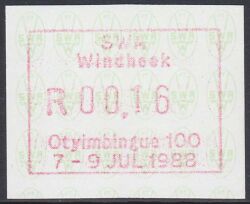 SWA
Windhoek
R00,16
Otyimbingue 100
7-9 JUL 1988